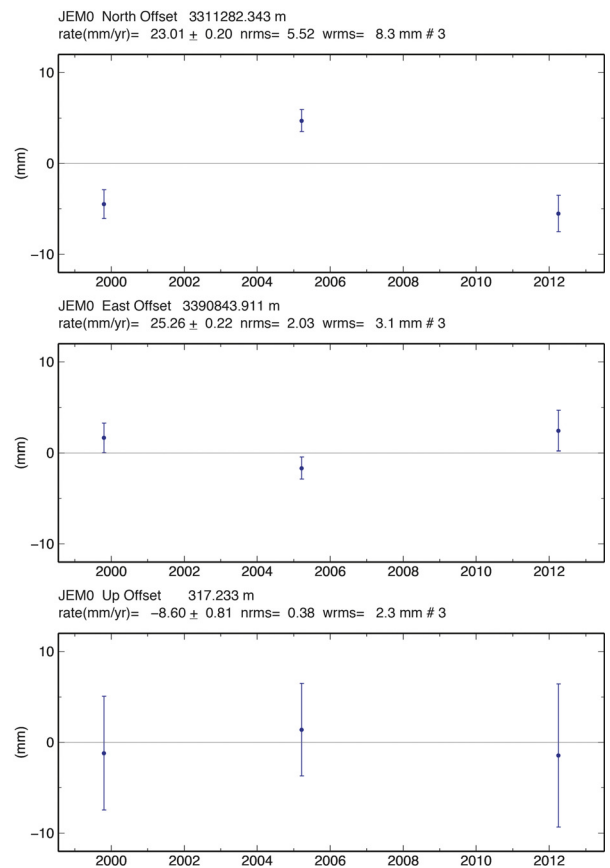 JEM0 North Offset 3311282.343 m
rate(mm/yr)= 23.01 ± 0.20 nrms= 5.52 wrms= 8.3 mm # 3
10
0
−10
(mm)
2000 2002 2004 2006 2008 2010 2012
JEM0 East Offset 3390843.911 m
rate(mm/yr)= 25.26 ± 0.22 nrms= 2.03 wrms= 3.1 mm # 3
10
0
−10
(mm)
2000 2002 2004 2006 2008 2010 2012
JEM0 Up Offset 317.233 m
rate(mm/yr)= −8.60 ± 0.81 nrms= 0.38 wrms= 2.3 mm # 3
10
0
−10
(mm)
2000 2002 2004 2006 2008 2010 2012